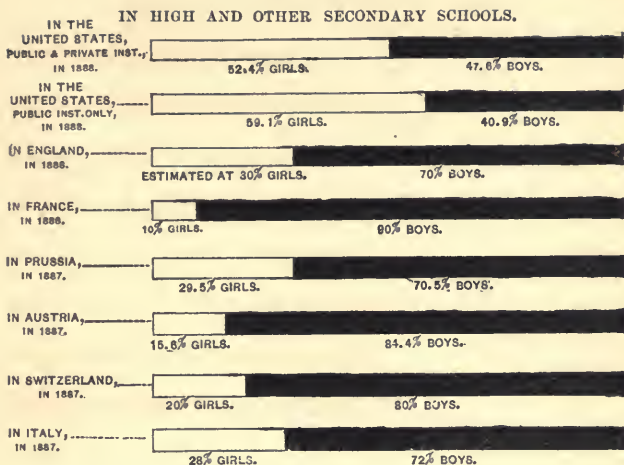 IN HIGH AND OTHER SECONDARY SCHOOLS.
IN THE
UNITED STATES,
PUBLIC & PRIVATE INST.,
IN 1888.
52.4% GIRLS. 47.6% BOYS.
IN THE
UNITED STATES,
PUBLIC INST. ONLY,
IN 1888.
59.1% GIRLS. 40.9% BOYS.
IN ENGLAND,
IN 1888.
ESTIMATED AT 30% GIRLS. 70% BOYS.
IN FRANCE,
IN 1886.
10% GIRLS. 90% BOYS.
IN PRUSSIA,
IN 1887.
29.5% GIRLS. 70.5% BOYS.
IN AUSTRIA,
IN 1887.
15.6% GIRLS. 84.4% BOYS.
IN SWITZERLAND,
IN 1887.
20% GIRLS. 80% BOYS.
IN ITALY,
IN 1887.
28% GIRLS. 72% BOYS.